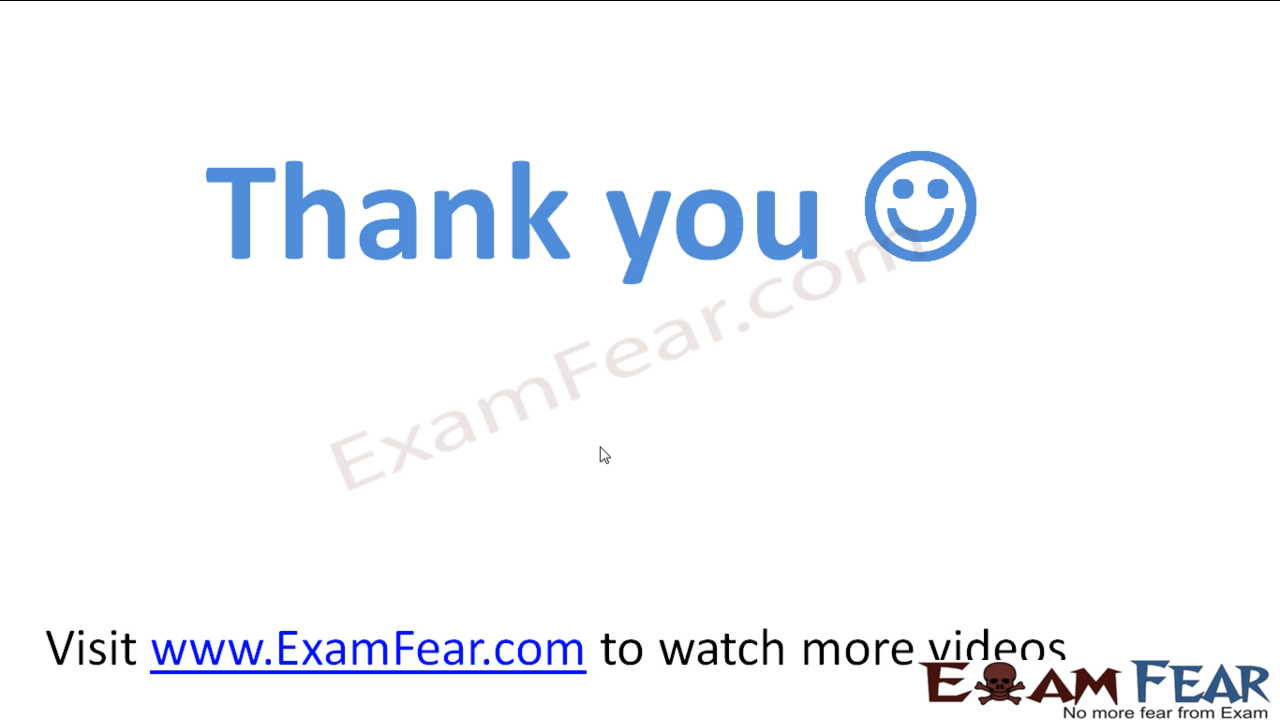 Thank you ☺
ExamFear.com
Visit www.ExamFear.com to watch more videos
EXAM FEAR
No more fear from Exam